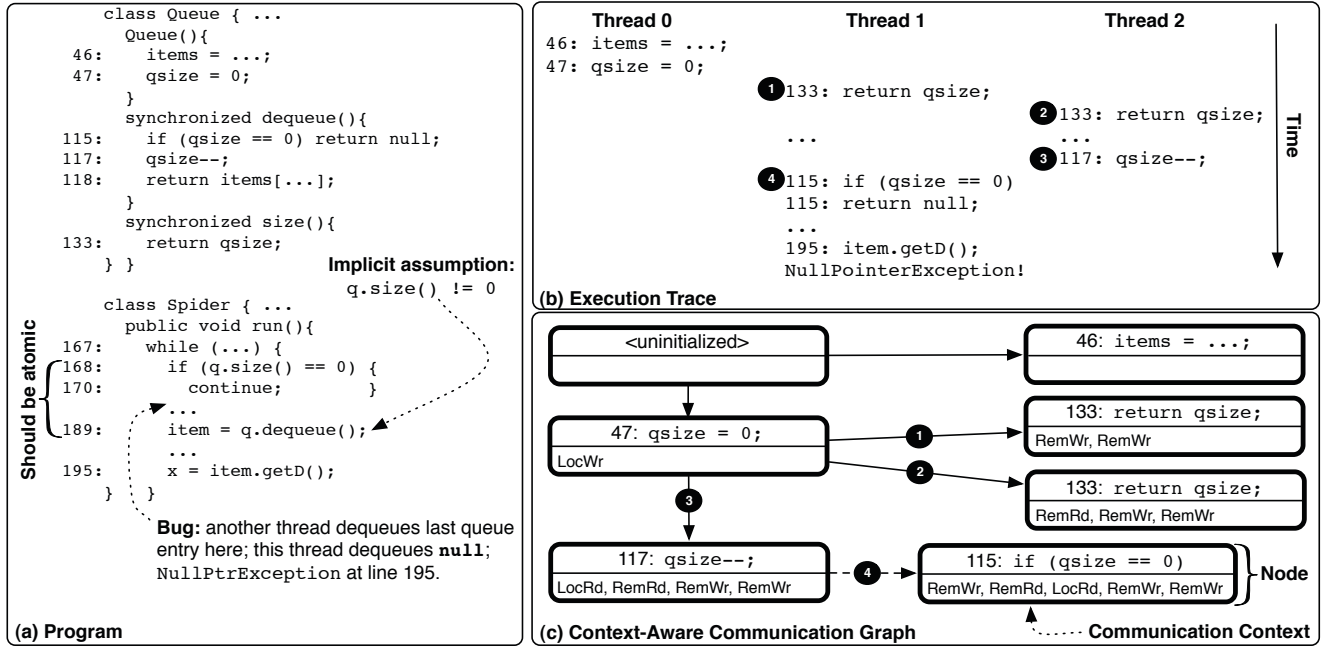 class Queue { ...
Queue(){
46: items = ...;
47: qsize = 0;
}
synchronized dequeue(){
115: if (qsize == 0) return null;
117: qsize--;
118: return items[...];
}
synchronized size(){
133: return qsize;
} }
Implicit assumption:
q.size() != 0
class Spider { ...
public void run(){
167: while (...) {
168: if (q.size() == 0) {
170: continue; }
...
189: item = q.dequeue();
...
195: x = item.getD();
} }
Should be atomic
Bug: another thread dequeues last queue
entry here; this thread dequeues null;
NullPtrException at line 195.
(a) Program
Thread 0 Thread 1 Thread 2
46: items = ...;
47: qsize = 0;
1 133: return qsize;
2 133: return qsize;
... ...
3 117: qsize--;
4 115: if (qsize == 0)
115: return null;
...
195: item.getD();
NullPointerException!
Time
(b) Execution Trace
<uninitialized>
46: items = ...;
47: qsize = 0;
LocWr
1
133: return qsize;
RemWr, RemWr
2
133: return qsize;
RemRd, RemWr, RemWr
3
117: qsize--;
LocRd, RemRd, RemWr, RemWr
4
115: if (qsize == 0)
RemWr, RemRd, LocRd, RemWr, RemWr
Node
Communication Context
(c) Context-Aware Communication Graph